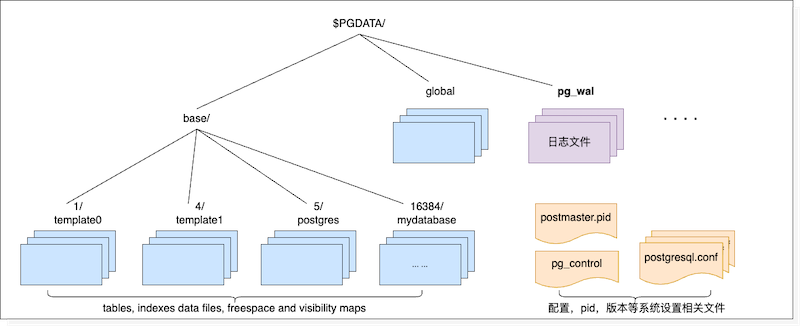 $PGDATA/
global
pg_wal
base/
日志文件
. . . .
1/
template0
4/
template1
5/
postgres
16384/
mydatabase
... ...
postmaster.pid
pg_control
postgresql.conf
tables, indexes data files, freespace and visibility maps
配置，pid，版本等系统设置相关文件